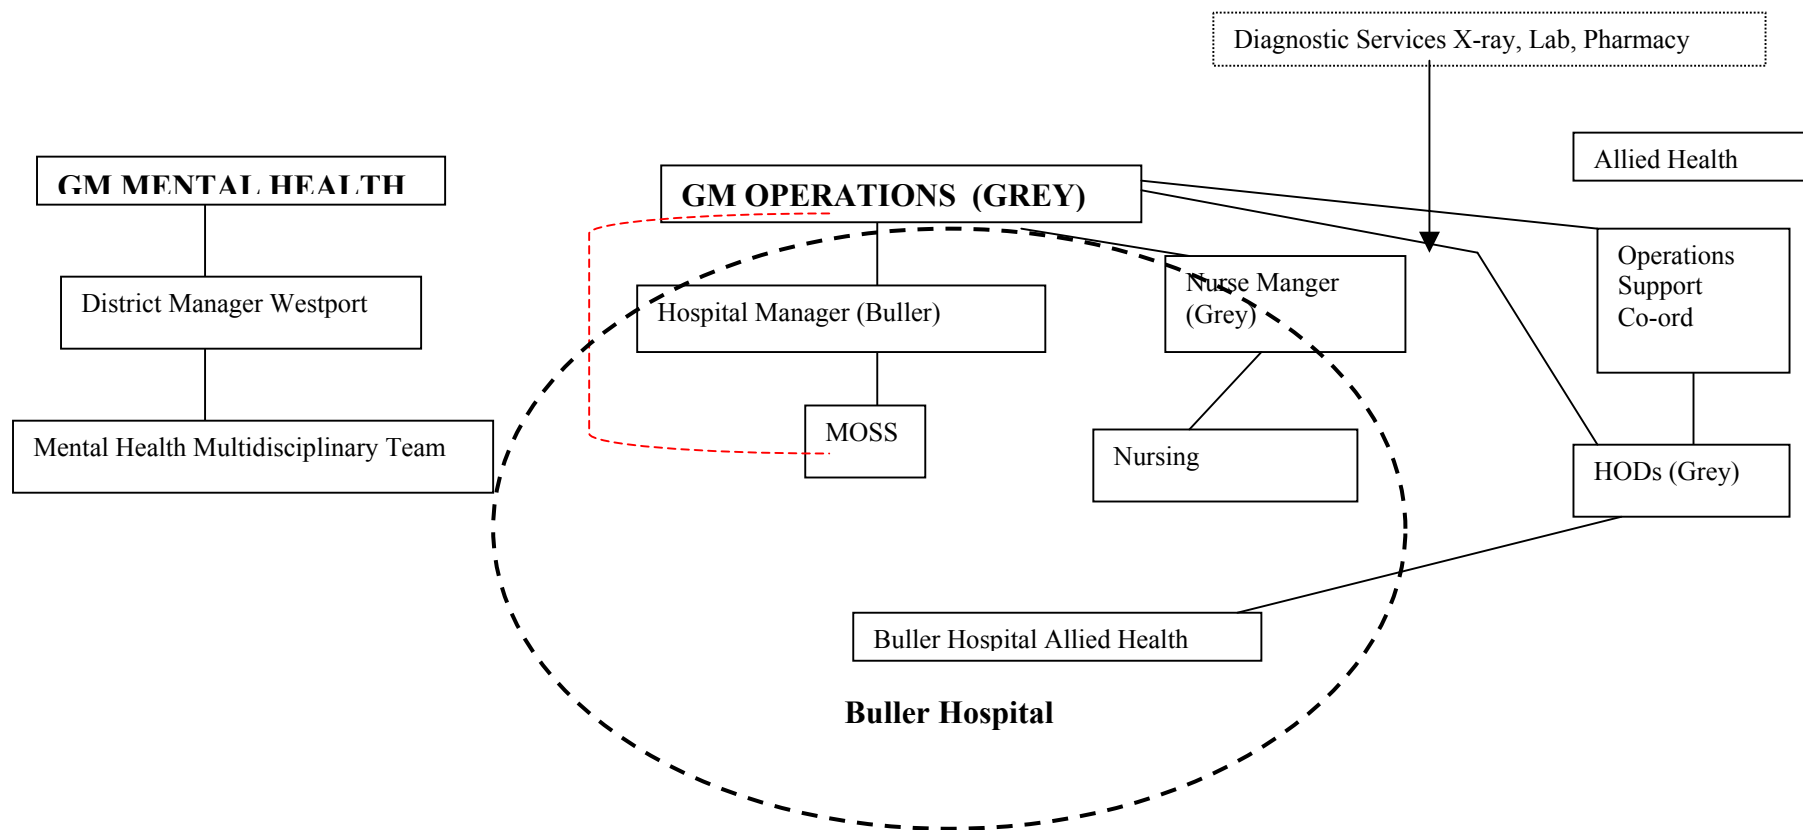 Diagnostic Services X-ray, Lab, Pharmacy
Allied Health
GM MENTAL HEALTH
GM OPERATIONS (GREY)
District Manager Westport
Hospital Manager (Buller)
Nurse Manger
(Grey)
Operations
Support
Co-ord
Mental Health Multidisciplinary Team
MOSS
Nursing
HODs (Grey)
Buller Hospital Allied Health
Buller Hospital